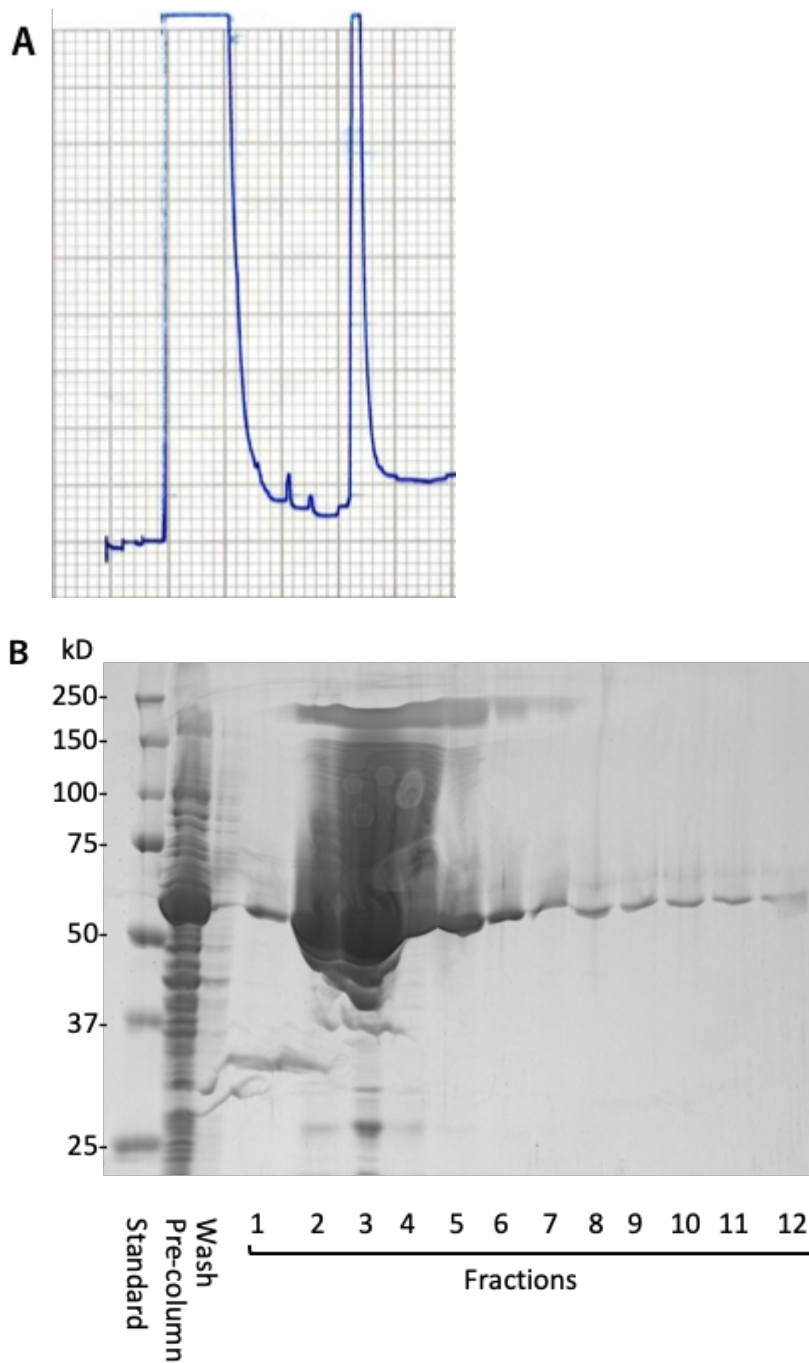 A
B kD
250-
150-
100-
75-
50-
37-
25-
Standard
Pre-column
Wash
1 2 3 4 5 6 7 8 9 10 11 12
Fractions